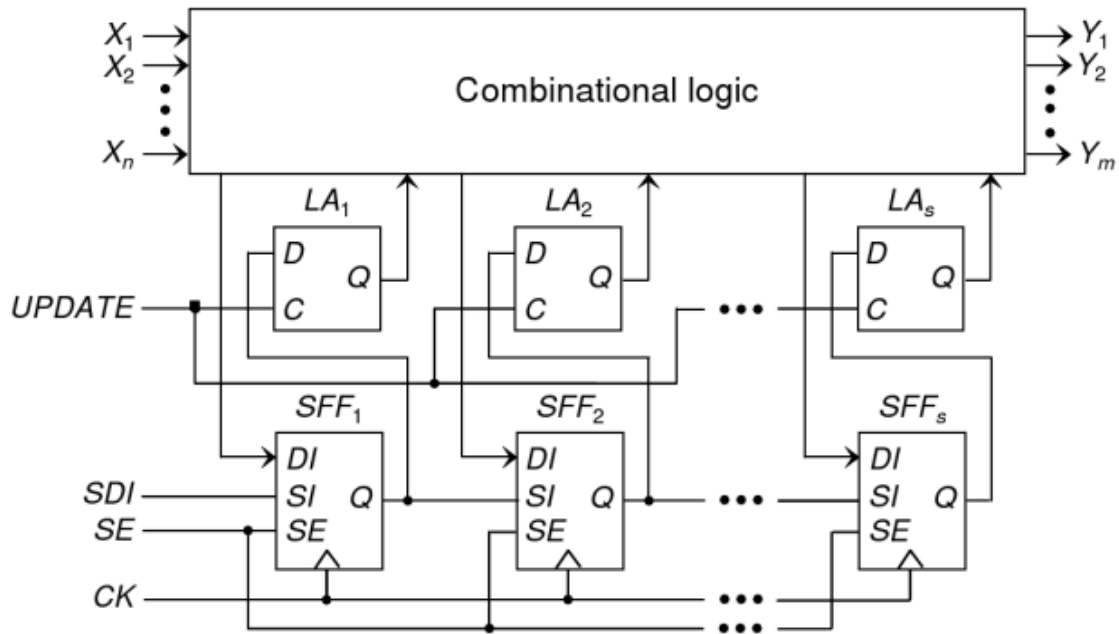 X₁ Y₁
X₂ Combinational logic Y₂
Xₙ Yₘ
LA₁ LA₂ LAₛ
D D D
Q Q Q
UPDATE C C C
SFF₁ SFF₂ SFFₛ
DI DI DI
SDI SI Q SI Q SI Q
SE SE SE SE
CK